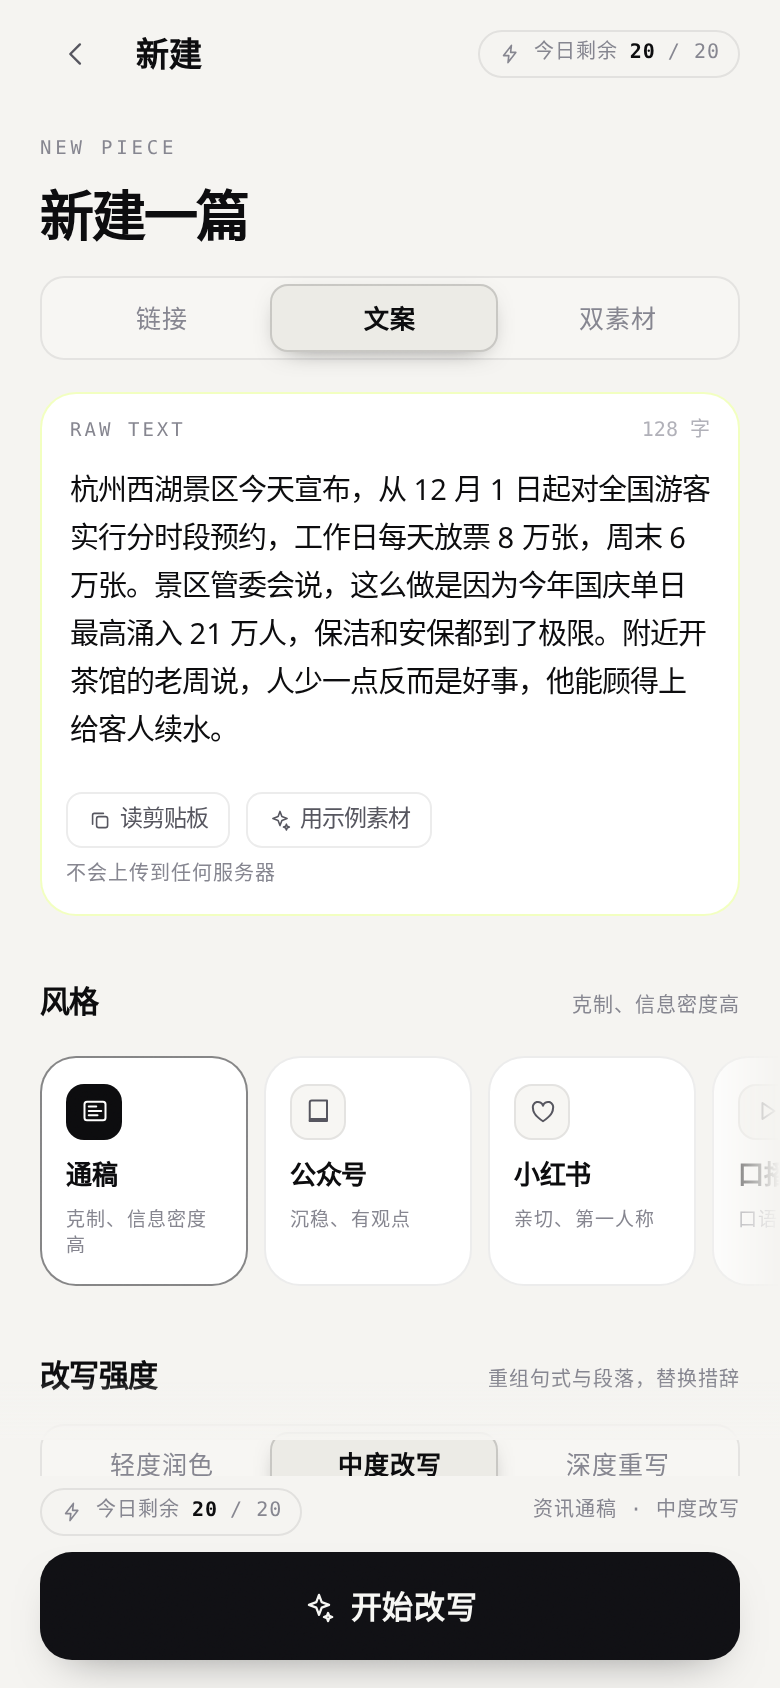 新建
今日剩余 20 / 20
NEW PIECE
新建一篇
链接
文案
双素材
RAW TEXT
128 字
杭州西湖景区今天宣布，从 12 月 1 日起对全国游客
实行分时段预约，工作日每天放票 8 万张，周末 6
万张。景区管委会说，这么做是因为今年国庆单日
最高涌入 21 万人，保洁和安保都到了极限。附近开
茶馆的老周说，人少一点反而是好事，他能顾得上
给客人续水。
读剪贴板
用示例素材
不会上传到任何服务器
风格
克制、信息密度高
通稿
克制、信息密度
高
公众号
沉稳、有观点
小红书
亲切、第一人称
口播
口语
改写强度
重组句式与段落，替换措辞
轻度润色
中度改写
深度重写
今日剩余 20 / 20
资讯通稿 · 中度改写
开始改写